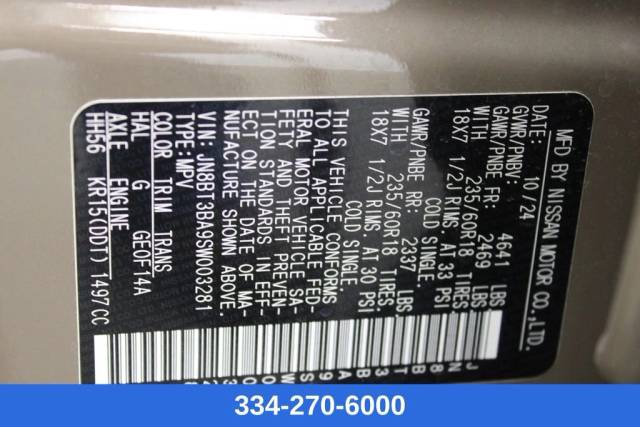 MFD BY NISSAN MOTOR CO.,LTD.
DATE: 10/24
GVWR/PNBV: 4641 LBS
GAWR/PNBE FR: 2469 LBS
WITH 235/60R18 TIRES,
18X7 1/2J RIMS, AT 33 PSI
COLD SINGLE.
GAWR/PNBE RR: 2337 LBS
WITH 235/60R18 TIRES,
18X7 1/2J RIMS, AT 30 PSI
COLD SINGLE.
THIS VEHICLE CONFORMS
TO ALL APPLICABLE FED-
ERAL MOTOR VEHICLE SA-
FETY AND THEFT PREVEN-
TION STANDARDS IN EFF-
ECT ON THE DATE OF MA-
NUFACTURE SHOWN ABOVE.
VIN: JN8BT3BA9SW003281
TYPE:MPV
COLOR TRIM TRANS
HAL G GE0F14A
AXLE ENGINE
HH56 KR15(DDT) 1497CC
334-270-6000